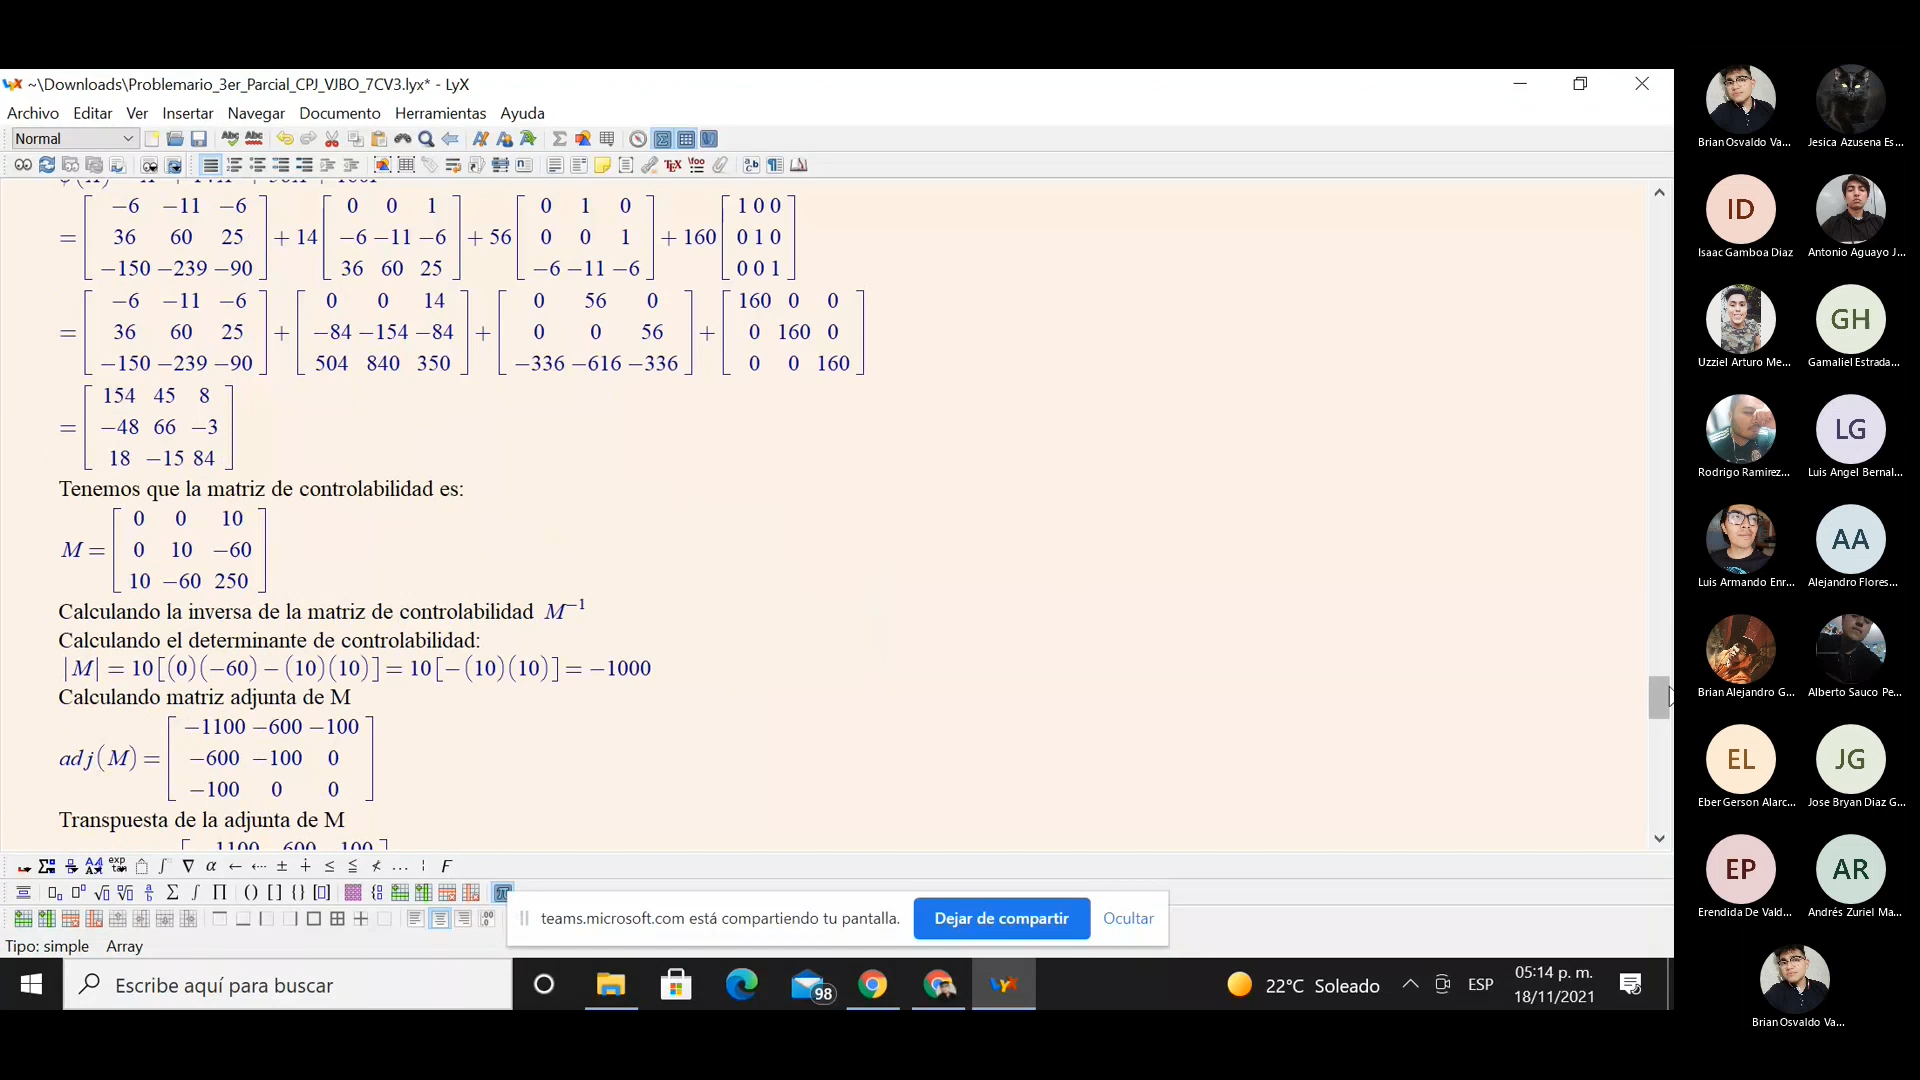 ~\Downloads\Problemario_3er_Parcial_CPJ_VJBO_7CV3.lyx* - LyX
Archivo Editar Ver Insertar Navegar Documento Herramientas Ayuda
Normal
= [ −6 −11 −6 ] + 14 [ 0 0 1 ] + 56 [ 0 1 0 ] + 160 [ 1 0 0 ]
36 60 25 −6 −11 −6 0 0 1 0 1 0
−150 −239 −90 36 60 25 −6 −11 −6 0 0 1
= [ −6 −11 −6 ] + [ 0 0 14 ] + [ 0 56 0 ] + [ 160 0 0 ]
36 60 25 −84 −154 −84 0 0 56 0 160 0
−150 −239 −90 504 840 350 −336 −616 −336 0 0 160
= [ 154 45 8 ]
−48 66 −3
18 −15 84
Tenemos que la matriz de controlabilidad es:
0 0 10
M = 0 10 −60
10 −60 250
Calculando la inversa de la matriz de controlabilidad M⁻¹
Calculando el determinante de controlabilidad:
|M| = 10[(0)(−60) − (10)(10)] = 10[−(10)(10)] = −1000
Calculando matriz adjunta de M
−1100 −600 −100
adj(M) = −600 −100 0
−100 0 0
Transpuesta de la adjunta de M
−1100 −600 −100
Tipo: simple Array
teams.microsoft.com está compartiendo tu pantalla. Dejar de compartir Ocultar
Escribe aquí para buscar
98
22°C Soleado
ESP
05:14 p. m.
18/11/2021
Brian Osvaldo Va... Jesica Azusena Es...
ID
Isaac Gamboa Diaz Antonio Aguayo J...
GH
Uzziel Arturo Me... Gamaliel Estrada...
LG
Rodrigo Ramirez... Luis Angel Bernal...
AA
Luis Armando Enr... Alejandro Flores...
Brian Alejandro G... Alberto Sauco Pe...
EL JG
Eber Gerson Alarc... Jose Bryan Diaz G...
EP AR
Erendida De Vald... Andrés Zuriel Ma...
Brian Osvaldo Va...